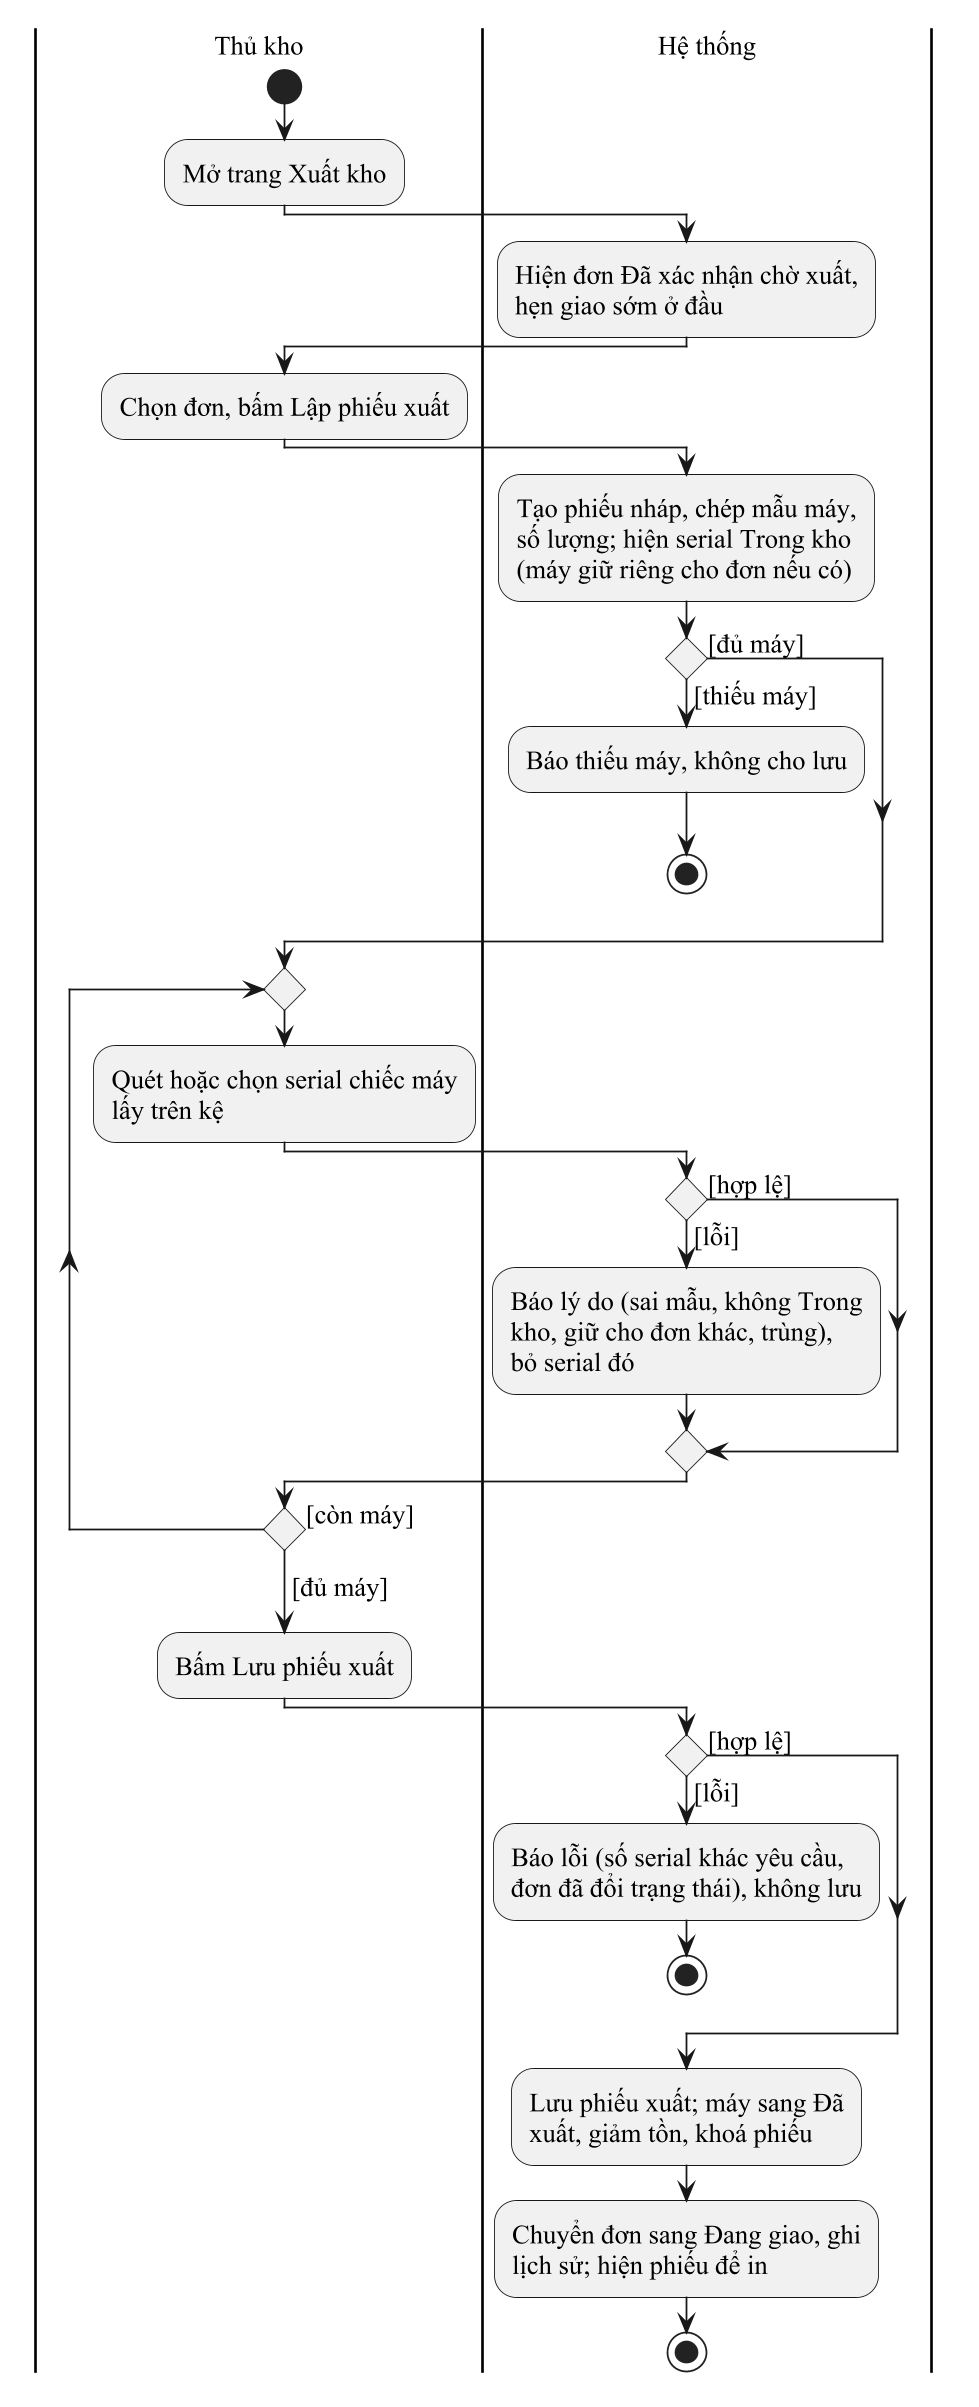 Thủ kho
Hệ thống
Mở trang Xuất kho
Hiện đơn Đã xác nhận chờ xuất,
hẹn giao sớm ở đầu
Chọn đơn, bấm Lập phiếu xuất
Tạo phiếu nháp, chép mẫu máy,
số lượng; hiện serial Trong kho
(máy giữ riêng cho đơn nếu có)
[đủ máy]
[thiếu máy]
Báo thiếu máy, không cho lưu
Quét hoặc chọn serial chiếc máy
lấy trên kệ
[hợp lệ]
[lỗi]
Báo lý do (sai mẫu, không Trong
kho, giữ cho đơn khác, trùng),
bỏ serial đó
[còn máy]
[đủ máy]
Bấm Lưu phiếu xuất
[hợp lệ]
[lỗi]
Báo lỗi (số serial khác yêu cầu,
đơn đã đổi trạng thái), không lưu
Lưu phiếu xuất; máy sang Đã
xuất, giảm tồn, khoá phiếu
Chuyển đơn sang Đang giao, ghi
lịch sử; hiện phiếu để in